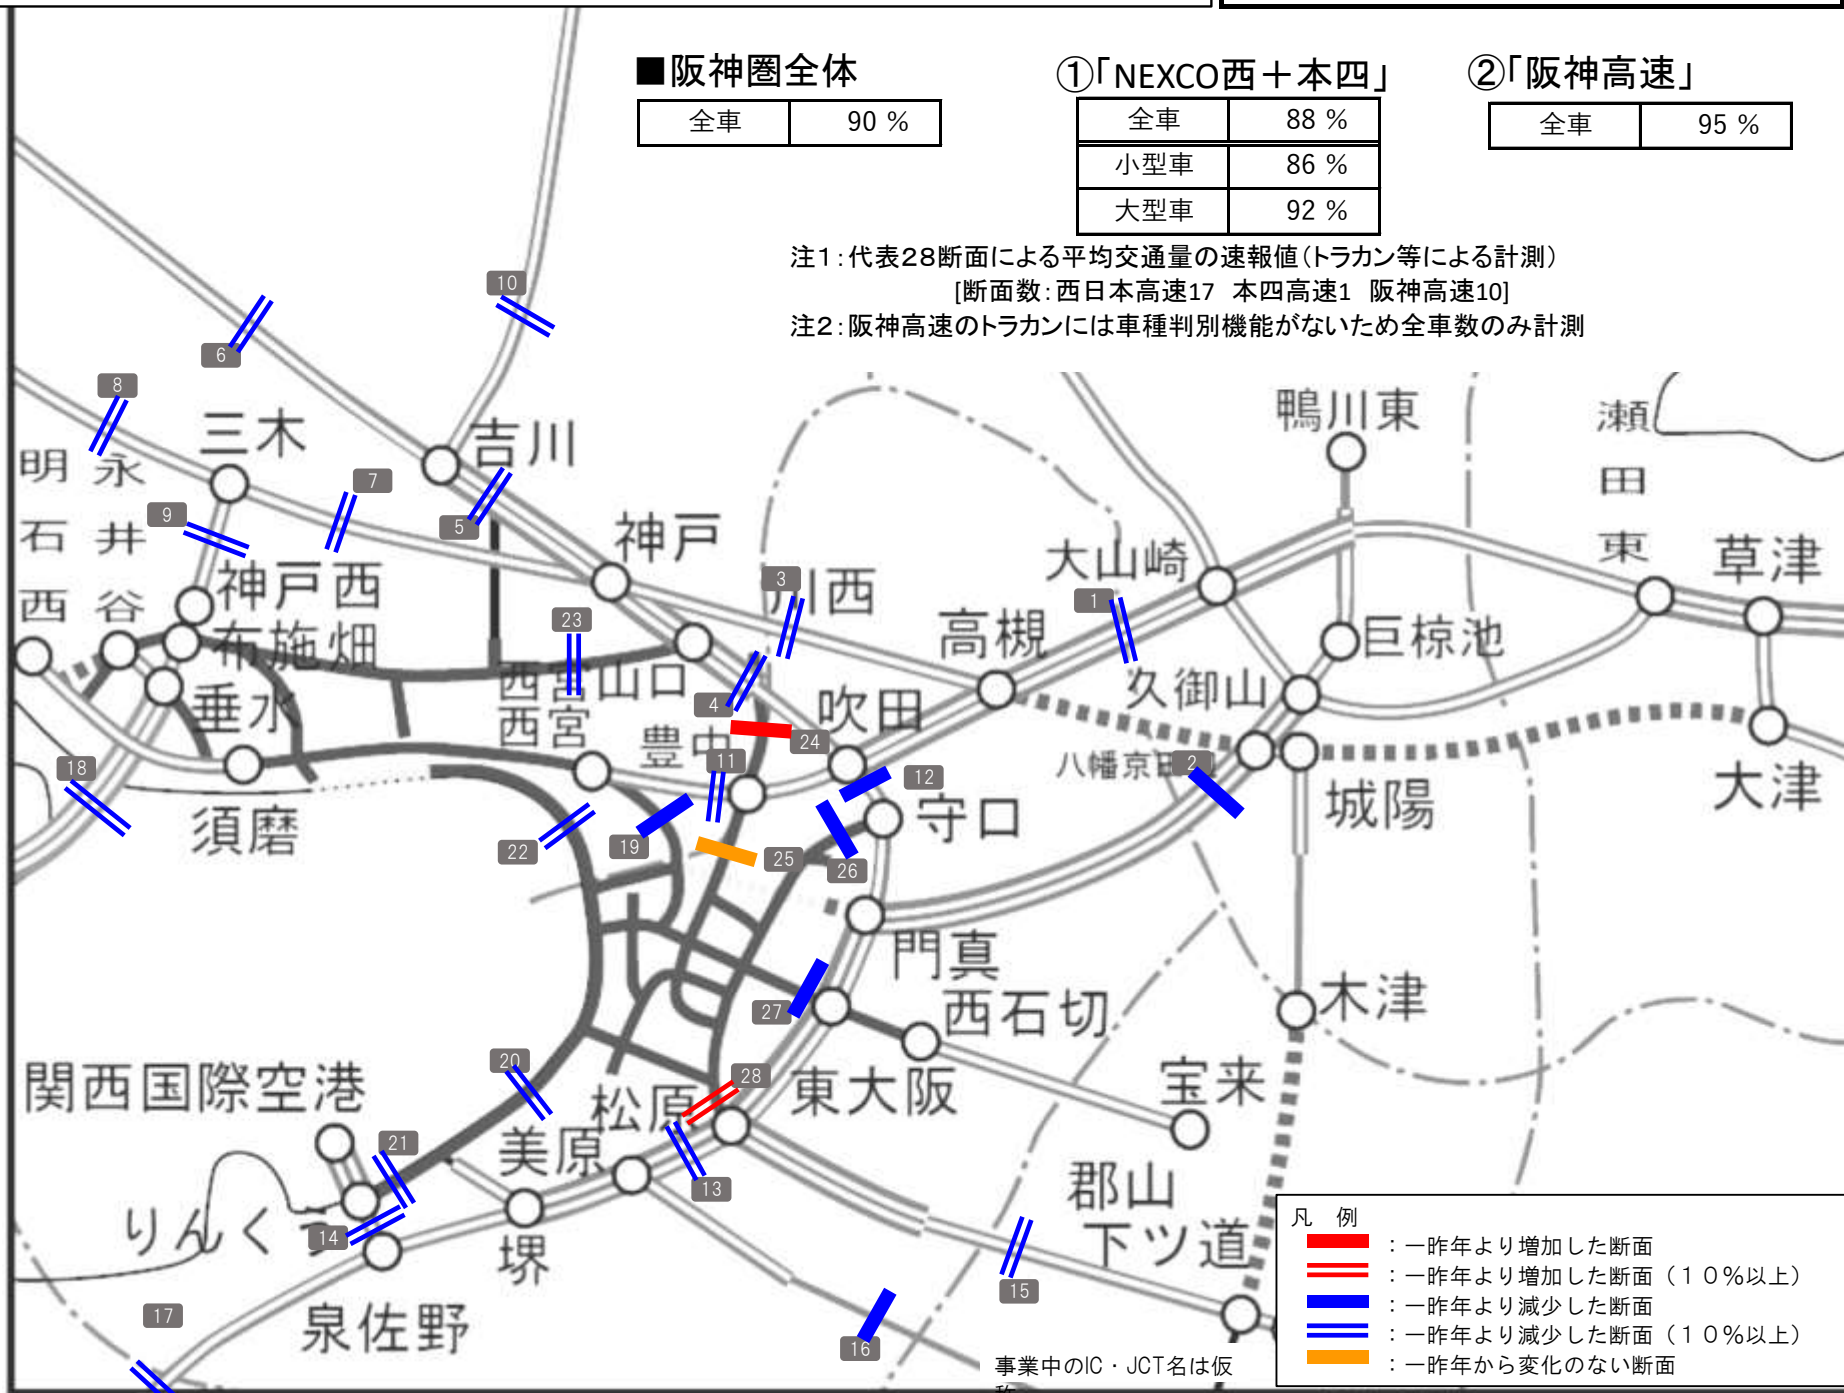 ■阪神圏全体
全車 90 %
①「NEXCO西＋本四」
全車 88 %
小型車 86 %
大型車 92 %
②「阪神高速」
全車 95 %
注１：代表２８断面による平均交通量の速報値（トラカン等による計測）
[断面数：西日本高速17　本四高速1　阪神高速10]
注２：阪神高速のトラカンには車種判別機能がないため全車数のみ計測
10
6
8
三木
吉川
鴨川東
瀬田東
明石西
永井谷
7
9
5
神戸
大山崎
草津
神戸西
3
川西
1
高槻
巨椋池
23
布施畑
西宮山口
久御山
垂水
西宮
4
吹田
豊中
24
11
八幡京田
2
12
18
須磨
城陽
大津
守口
22
19
25
26
門真
27
西石切
木津
20
関西国際空港
28
松原
東大阪
宝来
21
美原
13
郡山
下ツ道
りんくう
14
堺
15
17
泉佐野
16
事業中のIC・JCT名は仮
凡　例
：一昨年より増加した断面
：一昨年より増加した断面（１０％以上）
：一昨年より減少した断面
：一昨年より減少した断面（１０％以上）
：一昨年から変化のない断面